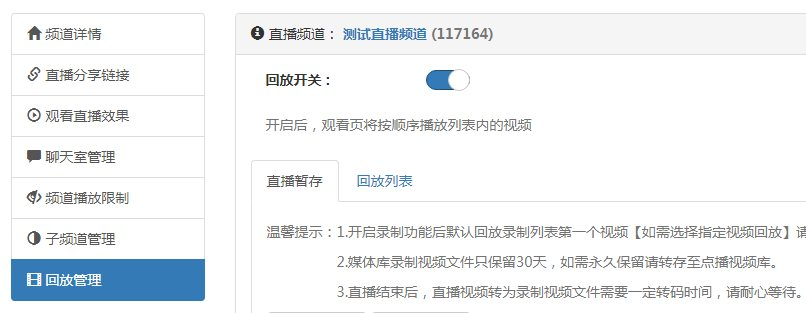 频道详情
直播分享链接
观看直播效果
聊天室管理
频道播放限制
子频道管理
回放管理
直播频道： 测试直播频道 (117164)
回放开关：
开启后，观看页将按顺序播放列表内的视频
直播暂存 回放列表
温馨提示：1.开启录制功能后默认回放录制列表第一个视频【如需选择指定视频回放】请
2.媒体库录制视频文件只保留30天，如需永久保留请转存至点播视频库。
3.直播结束后，直播视频转为录制视频文件需要一定转码时间，请耐心等待。